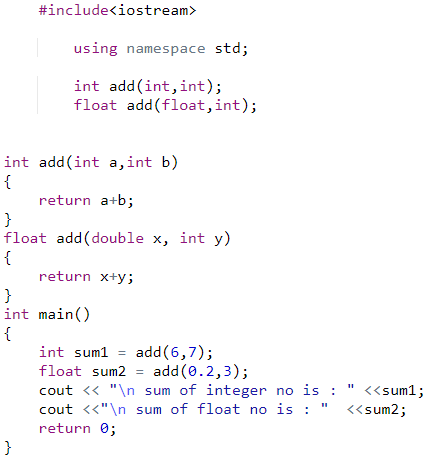 #include<iostream>
using namespace std;
int add(int,int);
float add(float,int);
int add(int a,int b)
{
return a+b;
}
float add(double x, int y)
{
return x+y;
}
int main()
{
int sum1 = add(6,7);
float sum2 = add(0.2,3);
cout << "\n sum of integer no is : " <<sum1;
cout <<"\n sum of float no is : "  <<sum2;
return 0;
}